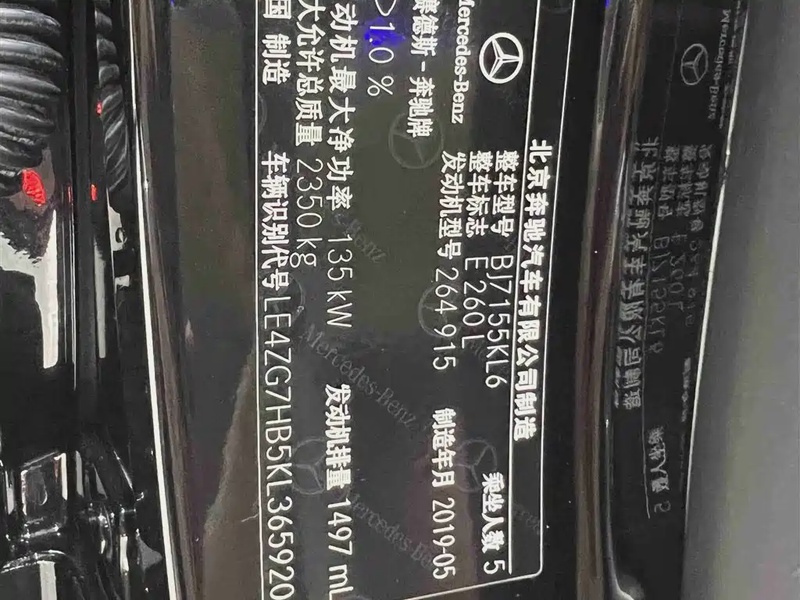 Mercedes-Benz
北京奔驰汽车有限公司制造
整车型号 BJ7155KL6
乘坐人数 5
整车标志 E 260 L
赛德斯-奔驰牌
发动机型号 264 915
制造年月 2019-05
>1.0 %
动机最大净功率 135 kW
发动机排量 1497 mL
大允许总质量 2350 kg
国 制造
车辆识别代号 LE4ZG7HB5KL365920